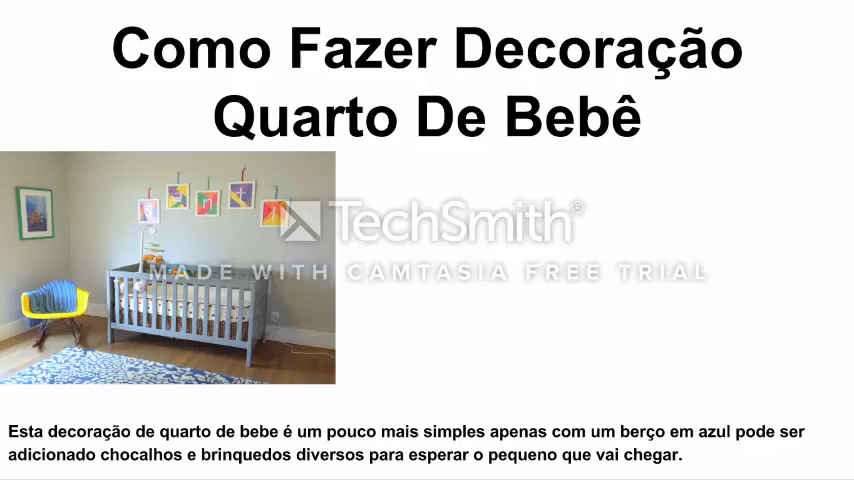 Como Fazer Decoração
Quarto De Bebê
TechSmith®
MADE WITH CAMTASIA FREE TRIAL
Esta decoração de quarto de bebe é um pouco mais simples apenas com um berço em azul pode ser
adicionado chocalhos e brinquedos diversos para esperar o pequeno que vai chegar.